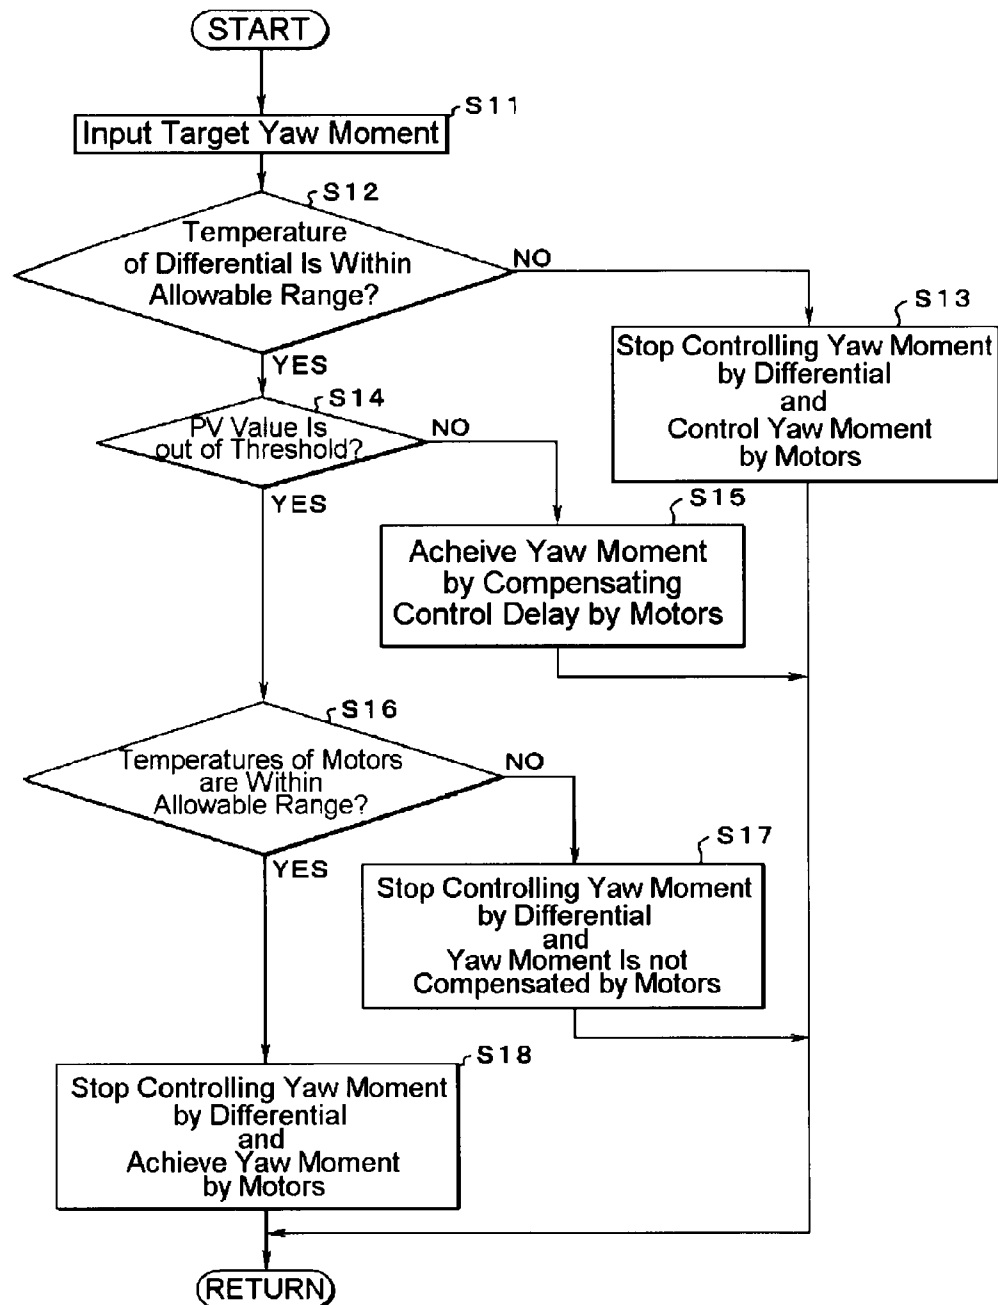 START
S11
Input Target Yaw Moment
S12
Temperature
of Differential Is Within
Allowable Range?
NO
YES
S13
Stop Controlling Yaw Moment
by Differential
and
Control Yaw Moment
by Motors
S14
PV Value Is
out of Threshold?
NO
YES
S15
Acheive Yaw Moment
by Compensating
Control Delay by Motors
S16
Temperatures of Motors
are Within
Allowable Range?
NO
YES
S17
Stop Controlling Yaw Moment
by Differential
and
Yaw Moment Is not
Compensated by Motors
S18
Stop Controlling Yaw Moment
by Differential
and
Achieve Yaw Moment
by Motors
RETURN